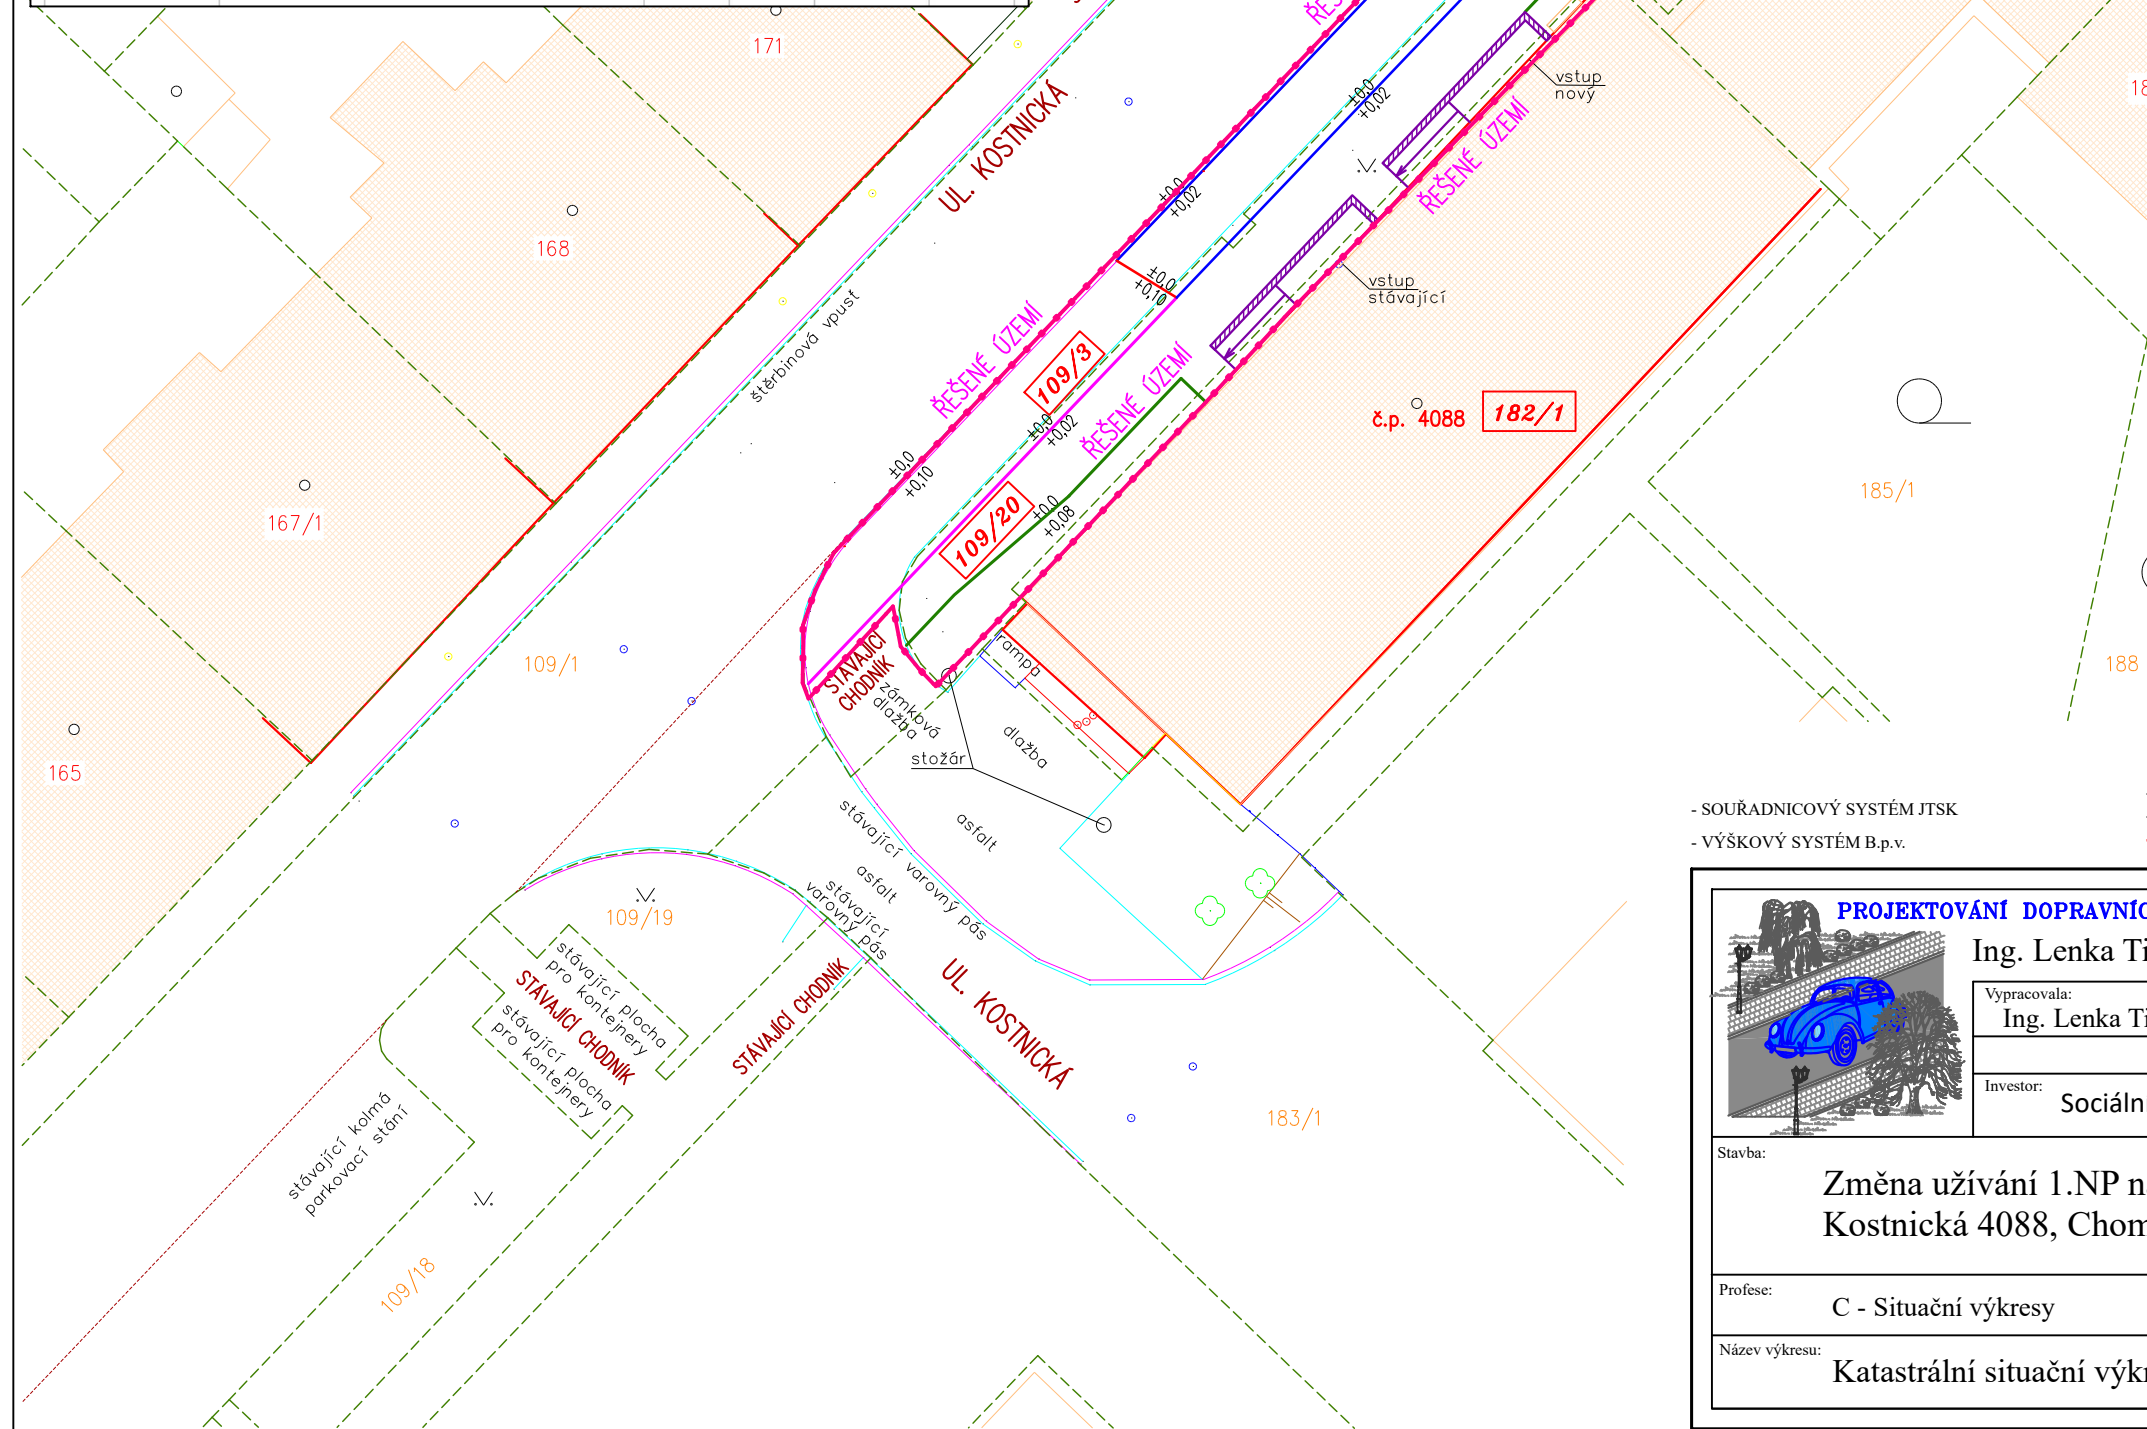 171
168
167/1
165
UL. KOSTNICKÁ
štěrbinová vpusť
ŘEŠENÉ ÚZEMÍ
109/3
ŘEŠENÉ ÚZEMÍ
109/20
ŘEŠENÉ ÚZEMÍ
vstup
nový
vstup
stávající
±0,0
+0,02
±0,0
+0,02
±0,0
+0,10
±0,0
+0,02
±0,0
+0,10
±0,0
+0,08
č.p. 4088
182/1
185/1
188
109/1
STÁVAJÍCÍ
CHODNÍK
zámková
dlažba
rampa
dlažba
stožár
asfalt
stávající varovný pás
asfalt
stávající
varovný pás
109/19
stávající plocha
pro kontejnery
STÁVAJÍCÍ CHODNÍK
stávající plocha
pro kontejnery
STÁVAJÍCÍ CHODNÍK
UL. KOSTNICKÁ
183/1
stávající kolmá
parkovací stání
109/18
- SOUŘADNICOVÝ SYSTÉM JTSK
- VÝŠKOVÝ SYSTÉM B.p.v.
PROJEKTOVÁNÍ DOPRAVNÍC
Ing. Lenka Ti
Vypracovala:
Ing. Lenka Ti
Investor:
Sociální
Stavba:
Změna užívání 1.NP n
Kostnická 4088, Chom
Profese:
C - Situační výkresy
Název výkresu:
Katastrální situační výk